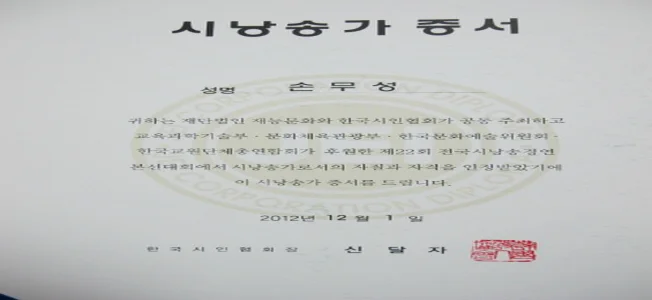 시낭송가 증서
성명 손무성
귀하는 재단법인 재능문화와 한국시인협회가 공동 주최하고
교육과학기술부 · 문화체육관광부 · 한국문화예술위원회 ·
한국교원단체총연합회가 후원한 제22회 전국시낭송경연
본선대회에서 시낭송가로서의 자질과 자격을 인정받았기에
이 시낭송가 증서를 드립니다.
2012년 12월 1일
한국시인협회장 신달자